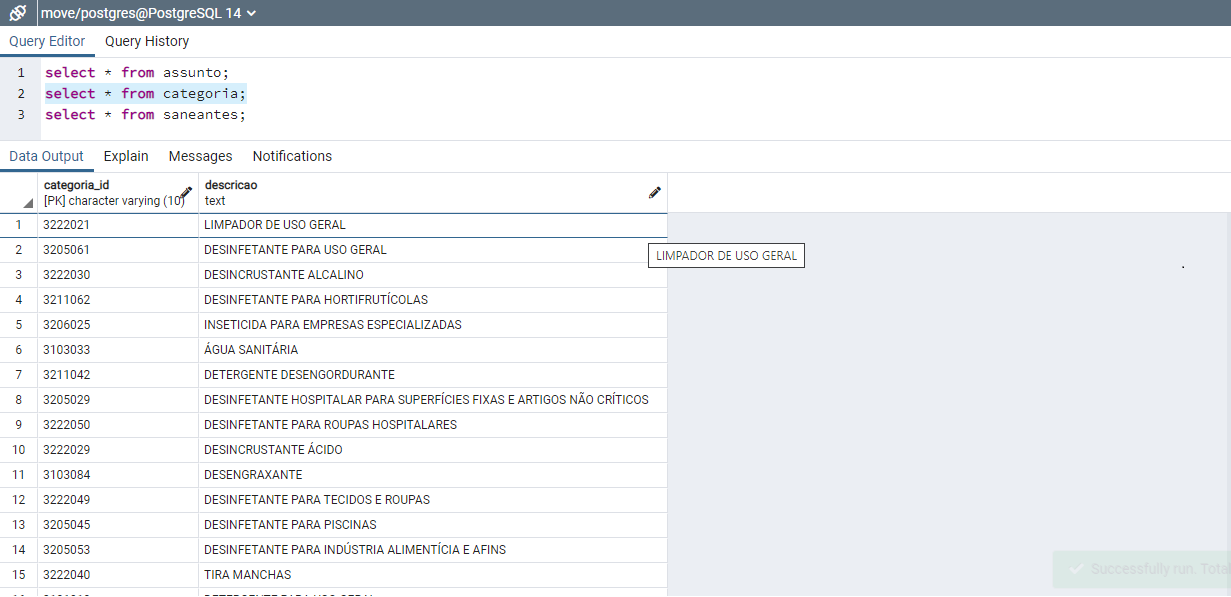 move/postgres@PostgreSQL 14
Query Editor Query History
1 select * from assunto;
2 select * from categoria;
3 select * from saneantes;
Data Output Explain Messages Notifications
categoria_id descricao
[PK] character varying (10) text
1 3222021 LIMPADOR DE USO GERAL
2 3205061 DESINFETANTE PARA USO GERAL
LIMPADOR DE USO GERAL
3 3222030 DESINCRUSTANTE ALCALINO
4 3211062 DESINFETANTE PARA HORTIFRUTÍCOLAS
5 3206025 INSETICIDA PARA EMPRESAS ESPECIALIZADAS
6 3103033 ÁGUA SANITÁRIA
7 3211042 DETERGENTE DESENGORDURANTE
8 3205029 DESINFETANTE HOSPITALAR PARA SUPERFÍCIES FIXAS E ARTIGOS NÃO CRÍTICOS
9 3222050 DESINFETANTE PARA ROUPAS HOSPITALARES
10 3222029 DESINCRUSTANTE ÁCIDO
11 3103084 DESENGRAXANTE
12 3222049 DESINFETANTE PARA TECIDOS E ROUPAS
13 3205045 DESINFETANTE PARA PISCINAS
14 3205053 DESINFETANTE PARA INDÚSTRIA ALIMENTÍCIA E AFINS
15 3222040 TIRA MANCHAS
Successfully run. Total